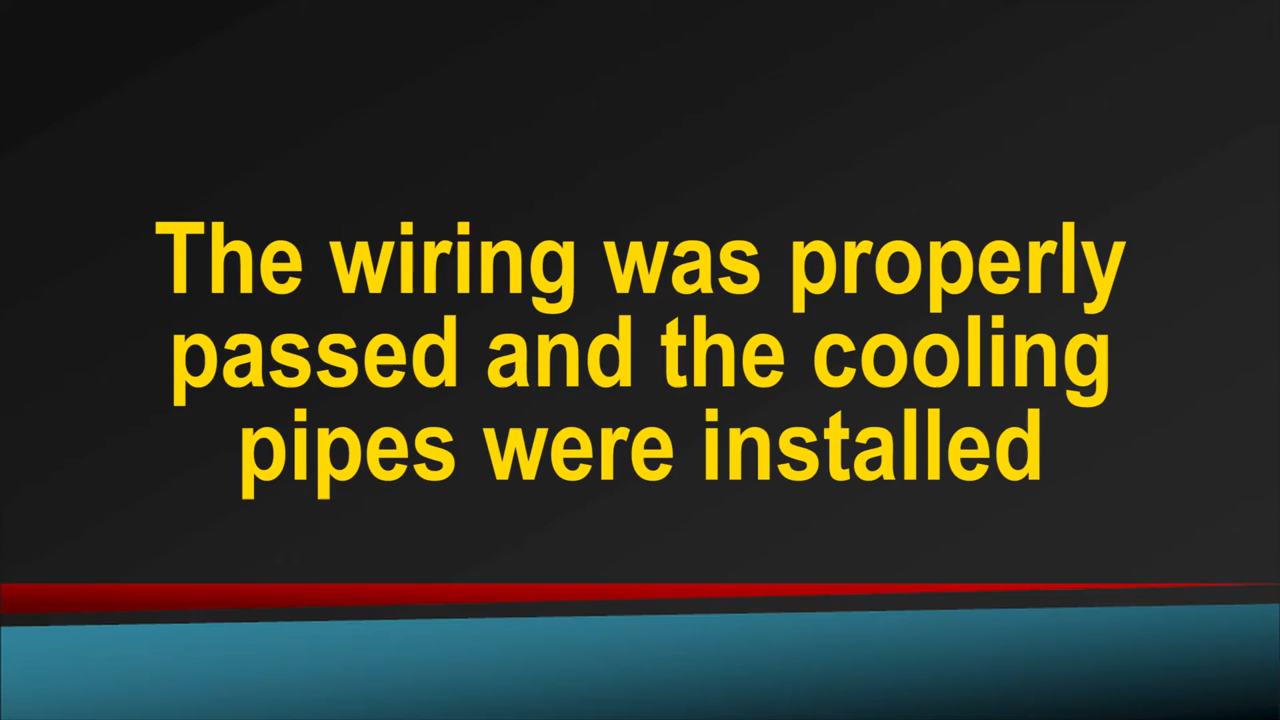 The wiring was properly
passed and the cooling
pipes were installed